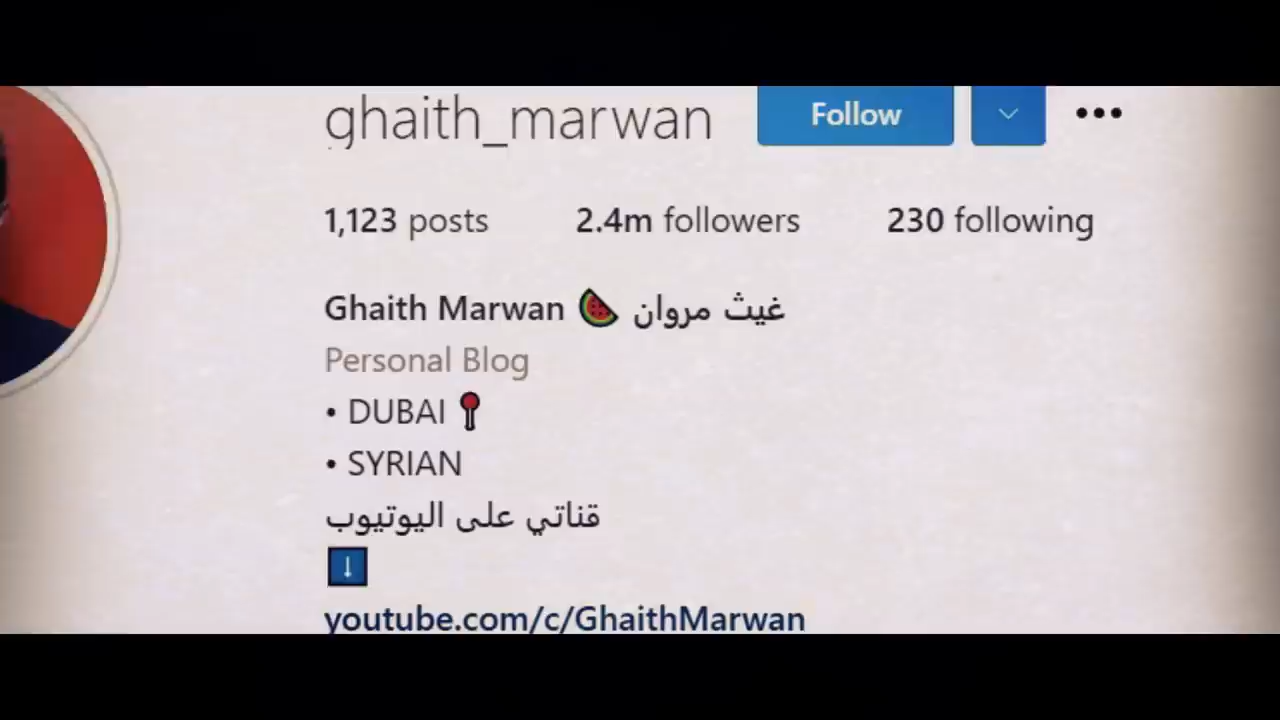 ghaith_marwan Follow
1,123 posts 2.4m followers 230 following
Ghaith Marwan 🍉 غيث مروان
Personal Blog
• DUBAI 📍
• SYRIAN
قناتي على اليوتيوب
⬇️
youtube.com/c/GhaithMarwan